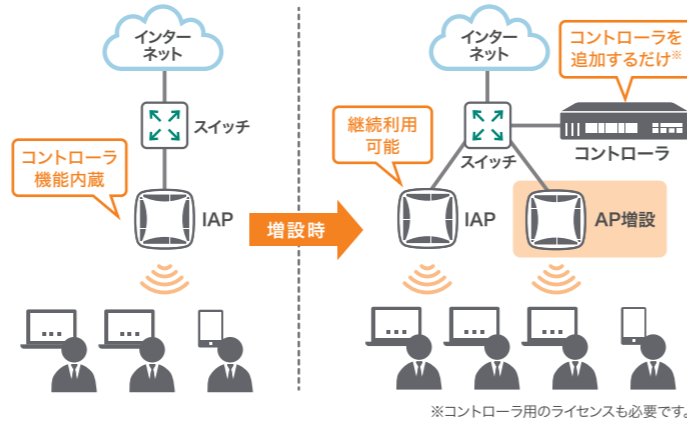 インター
ネット
スイッチ
コントローラ
機能内蔵
IAP
増設時
インター
ネット
コントローラを
追加するだけ※
継続利用
可能
スイッチ
コントローラ
IAP
AP増設
※コントローラ用のライセンスも必要です。